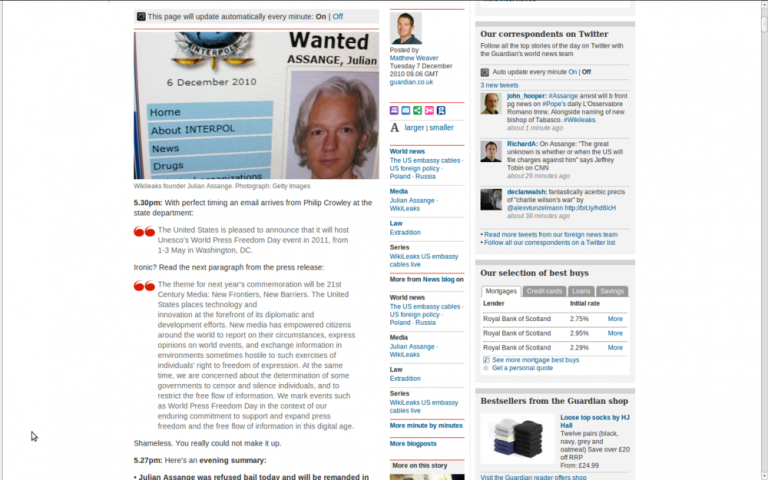 This page will update automatically every minute: On | Off
INTERPOL
Wanted
ASSANGE, Julian
6 December 2010
Home
About INTERPOL
News
Drugs
Wikileaks founder Julian Assange. Photograph: Getty Images
5.30pm: With perfect timing an email arrives from Philip Crowley at the
state department:
The United States is pleased to announce that it will host
Unesco's World Press Freedom Day event in 2011, from
1-3 May in Washington, DC.
Ironic? Read the next paragraph from the press release:
The theme for next year's commemoration will be 21st
Century Media: New Frontiers, New Barriers. The United
States places technology and
innovation at the forefront of its diplomatic and
development efforts. New media has empowered citizens
around the world to report on their circumstances, express
opinions on world events, and exchange information in
environments sometimes hostile to such exercises of
individuals' right to freedom of expression. At the same
time, we are concerned about the determination of some
governments to censor and silence individuals, and to
restrict the free flow of information. We mark events such
as World Press Freedom Day in the context of our
enduring commitment to support and expand press
freedom and the free flow of information in this digital age.
Shameless. You really could not make it up.
5.27pm: Here's an evening summary:
• Julian Assange was refused bail today and will be remanded in
Posted by
Matthew Weaver
Tuesday 7 December
2010 09.06 GMT
guardian.co.uk
A larger | smaller
World news
The US embassy cables ·
US foreign policy ·
Poland · Russia
Media
Julian Assange ·
WikiLeaks
Law
Extradition
Series
WikiLeaks US embassy
cables live
More from News blog on
World news
The US embassy cables ·
US foreign policy ·
Poland · Russia
Media
Julian Assange ·
WikiLeaks
Law
Extradition
Series
WikiLeaks US embassy
cables live
More minute by minutes
More blogposts
More on this story
Our correspondents on Twitter
Follow all the top stories of the day on Twitter with
the Guardian's world news team
Auto update every minute On | Off
3 new tweets
john_hooper: #Assange arrest will b front
pg news on #Pope's daily L'Osservatore
Romano tmrw. Alongside naming of new
bishop of Tabasco. #Wikileaks.
about 1 minute ago
RichardA: On Assange: "The great
unknown is whether or when the US will
file charges against him" says Jeffrey
Tobin on CNN
about 29 minutes ago
declanwalsh: fantastically acerbic precis
of "charlie wilson's war" by
@alexvtunzelmann http://bit.ly/hd6lcH
about 38 minutes ago
• Read more tweets from our foreign news team
• Follow all our correspondents on a Twitter list
Our selection of best buys
Mortgages Credit cards Loans Savings
Lender Initial rate
Royal Bank of Scotland 2.75% More
Royal Bank of Scotland 2.95% More
Royal Bank of Scotland 2.29% More
See more mortgage best buys
Get a personal quote
Bestsellers from the Guardian shop
Loose top socks by HJ
Hall
Twelve pairs (black,
navy, grey and
oatmeal) Save over £20
off RRP
From: £24.99
Visit the Guardian reader offers shop